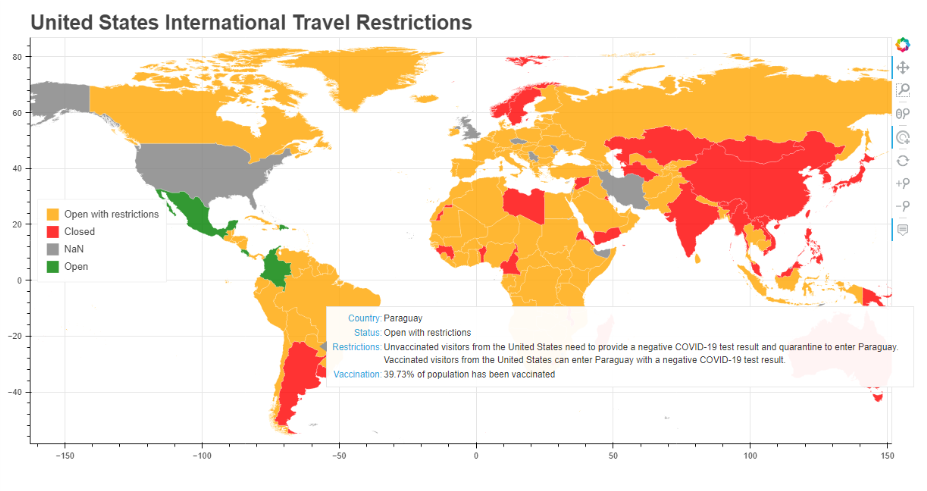 United States International Travel Restrictions
80
60
40
20
0
−20
−40
Open with restrictions
Closed
NaN
Open
Country: Paraguay
Status: Open with restrictions
Restrictions: Unvaccinated visitors from the United States need to provide a negative COVID-19 test result and quarantine to enter Paraguay.
Vaccinated visitors from the United States can enter Paraguay with a negative COVID-19 test result.
Vaccination: 39.73% of population has been vaccinated
−150
−100
−50
0
50
100
150